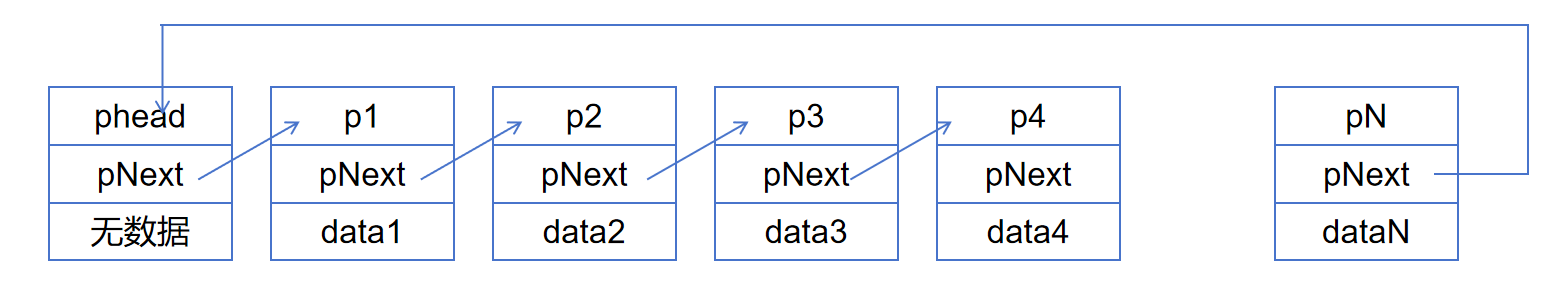 phead p1 p2 p3 p4 pN
pNext pNext pNext pNext pNext pNext
无数据 data1 data2 data3 data4 dataN